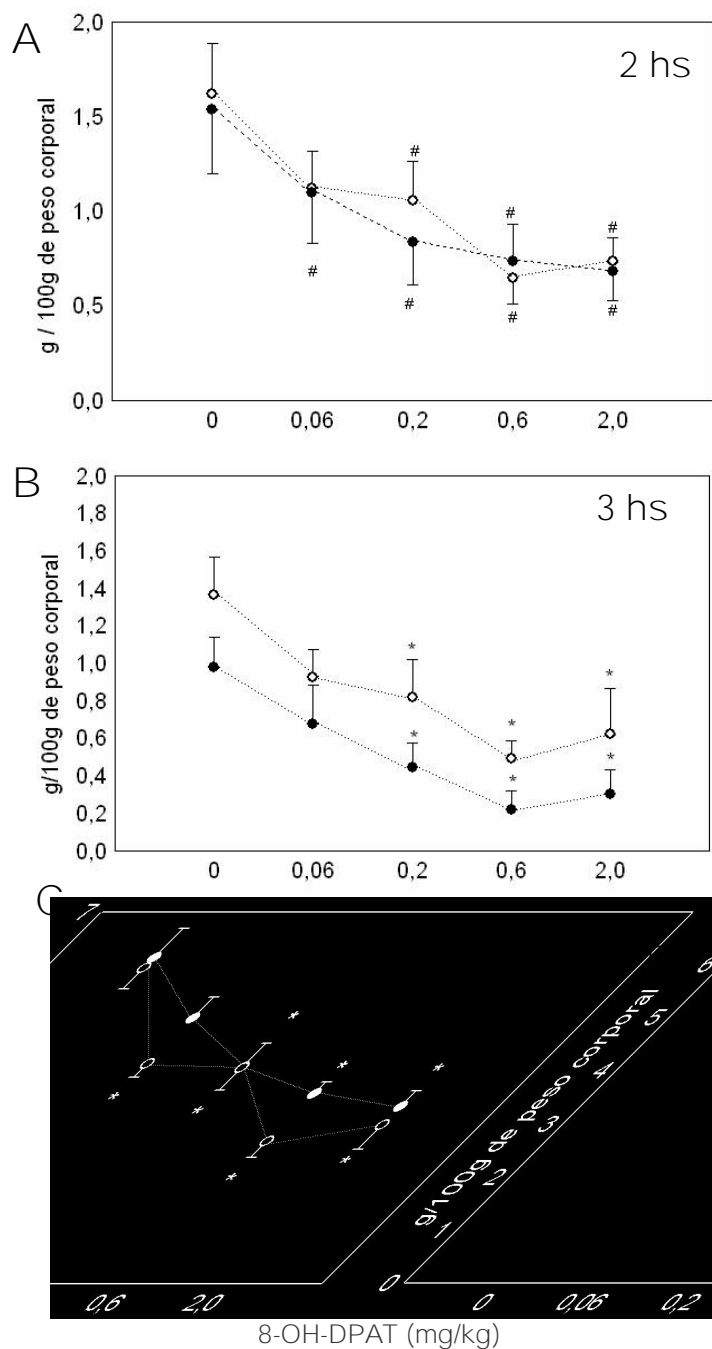 A
2 hs
g / 100g de peso corporal
2,0
1,5
1,0
0,5
0,0
# # # #
# # # #
0 0,06 0,2 0,6 2,0
B
3 hs
g/100g de peso corporal
2,0
1,8
1,6
1,4
1,2
1,0
0,8
0,6
0,4
0,2
0,0
* * *
* * *
0 0,06 0,2 0,6 2,0
C
7
g/100g de peso corporal
6
5
4
3
2
1
0
* * *
* * * *
0,6 2,0 0 0,06 0,2
8-OH-DPAT (mg/kg)